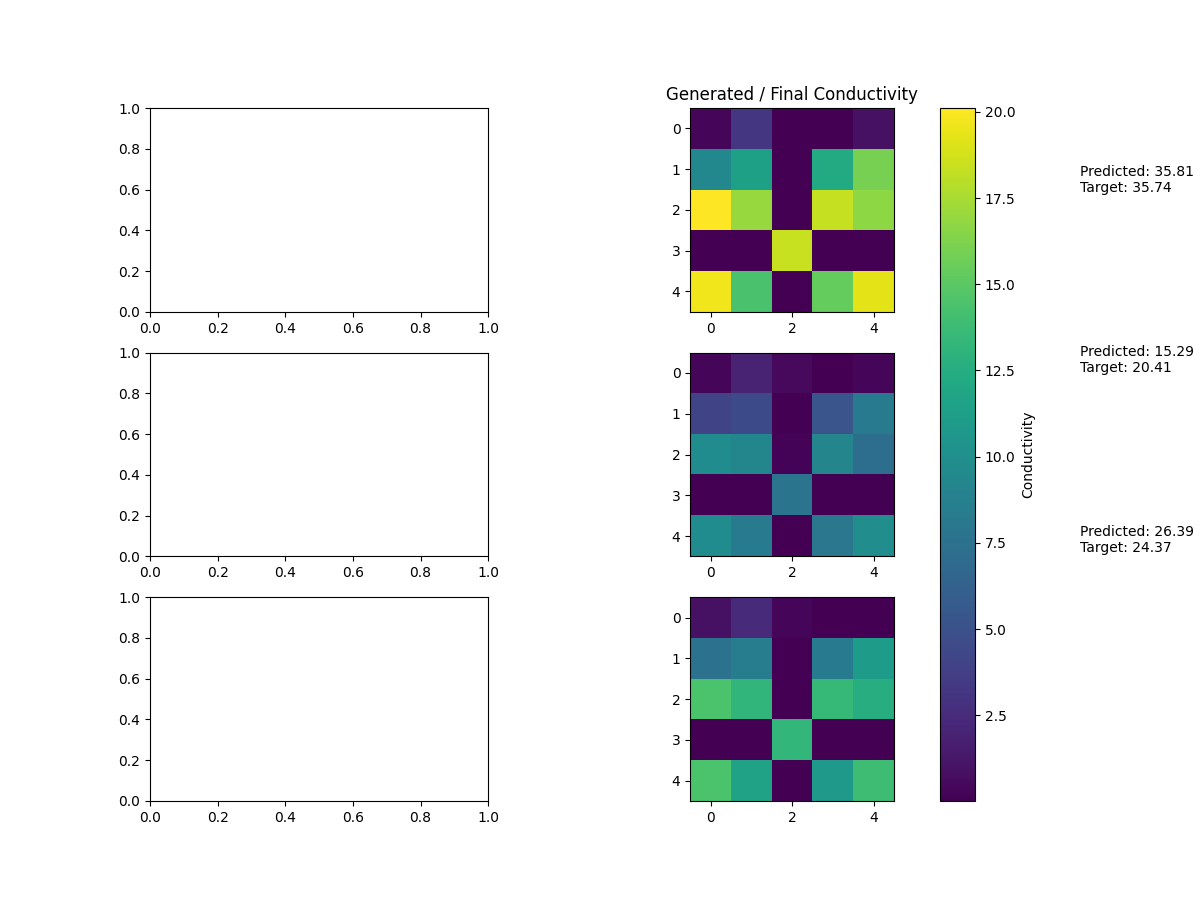 Generated / Final Conductivity
1.0
0.8
0.6
0.4
0.2
0.0
0.0 0.2 0.4 0.6 0.8 1.0
0
1
2
3
4
0 2 4
1.0
0.8
0.6
0.4
0.2
0.0
0.0 0.2 0.4 0.6 0.8 1.0
0
1
2
3
4
0 2 4
1.0
0.8
0.6
0.4
0.2
0.0
0.0 0.2 0.4 0.6 0.8 1.0
0
1
2
3
4
0 2 4
20.0
17.5
15.0
12.5
10.0
7.5
5.0
2.5
Conductivity
Predicted: 35.81
Target: 35.74
Predicted: 15.29
Target: 20.41
Predicted: 26.39
Target: 24.37